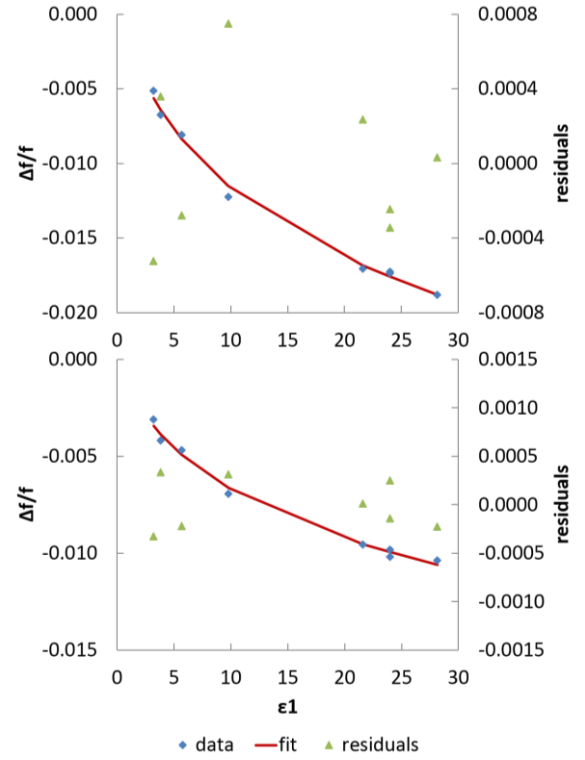 0.000 0.0008
-0.005 0.0004
-0.010 0.0000
-0.015 -0.0004
-0.020 -0.0008
Δf/f
residuals
0 5 10 15 20 25 30
0.000 0.0015
0.0010
-0.005 0.0005
0.0000
-0.010 -0.0005
-0.0010
-0.015 -0.0015
Δf/f
residuals
0 5 10 15 20 25 30
ε1
data fit residuals